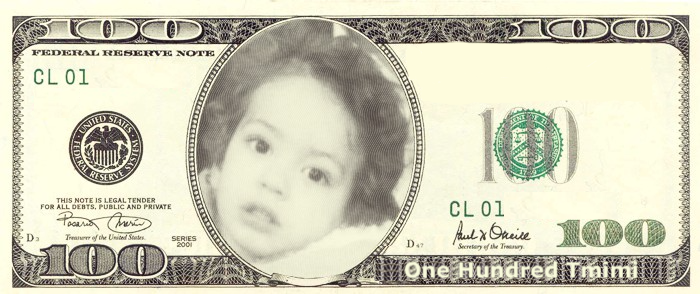 100 100
FEDERAL RESERVE NOTE
CL 01
UNITED STATES
FEDERAL RESERVE SYSTEM
100
THIS NOTE IS LEGAL TENDER
FOR ALL DEBTS, PUBLIC AND PRIVATE
Rosario Marin
Treasurer of the United States.
SERIES
2001
D 3
CL 01
Paul H O'Neill
Secretary of the Treasury.
D 47
100 100
One Hundred Tmimi